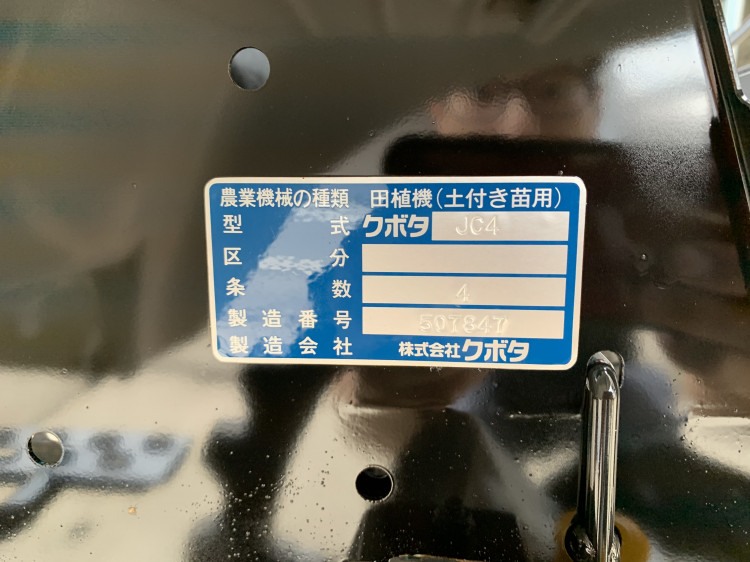 農業機械の種類 田植機(土付き苗用)
型式 クボタ JC4
区分
条数 4
製造番号 501847
製造会社 株式会社クボタ